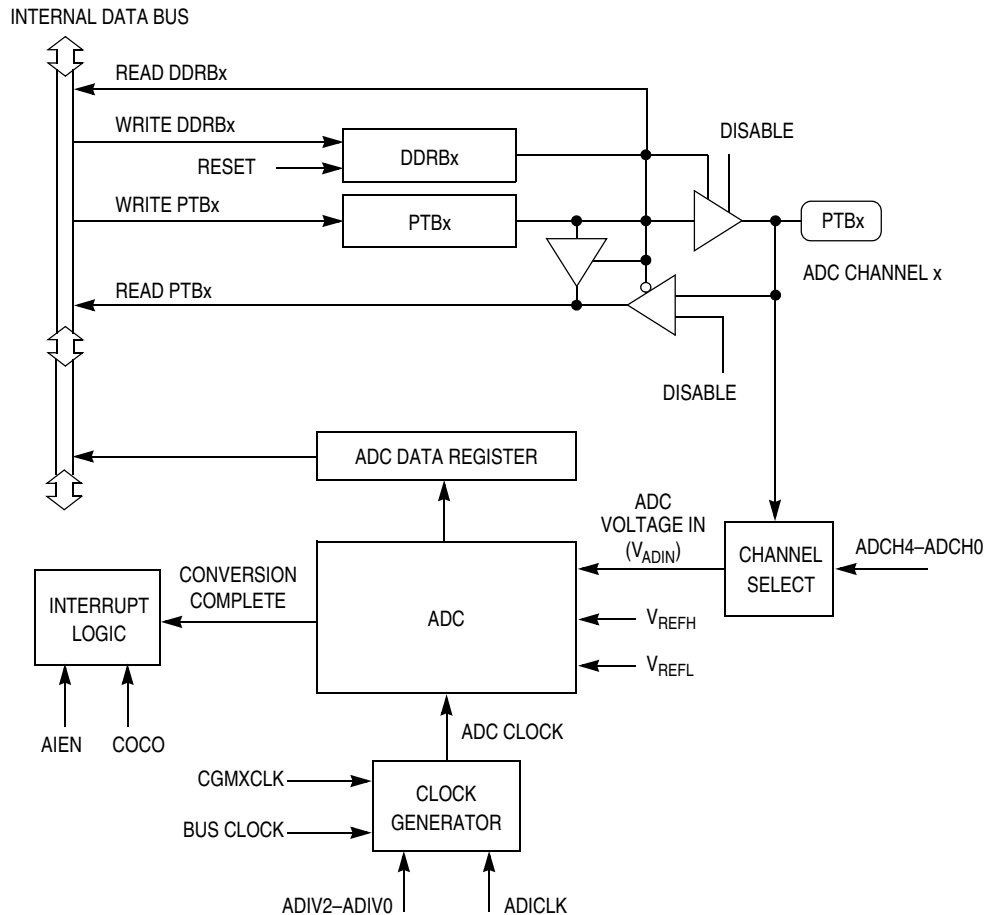 INTERNAL DATA BUS
READ DDRBx
WRITE DDRBx
DISABLE
DDRBx
RESET
WRITE PTBx
PTBx
PTBx
ADC CHANNEL x
READ PTBx
DISABLE
ADC DATA REGISTER
ADC
VOLTAGE IN
(VADIN)
CHANNEL
SELECT
ADCH4–ADCH0
CONVERSION
COMPLETE
INTERRUPT
LOGIC
ADC
VREFH
VREFL
AIEN
COCO
ADC CLOCK
CGMXCLK
CLOCK
GENERATOR
BUS CLOCK
ADIV2–ADIV0
ADICLK